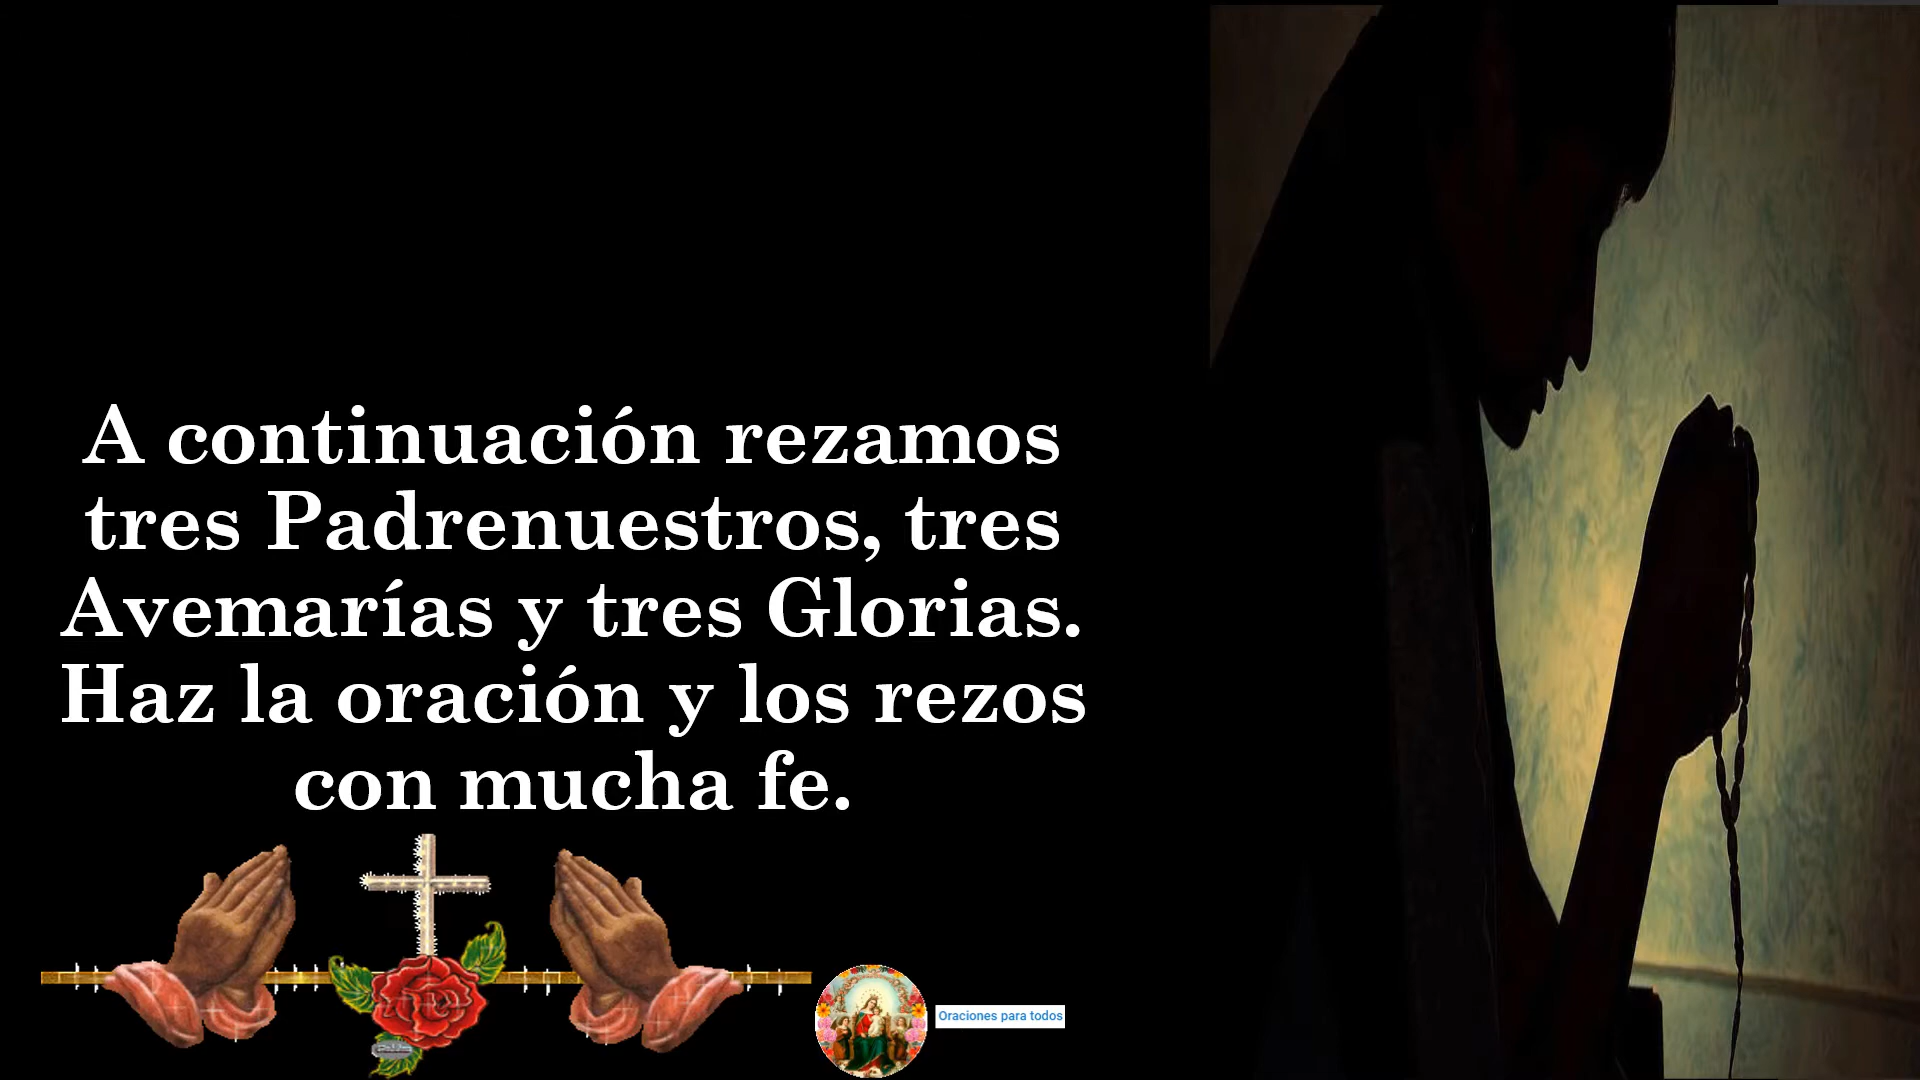 A continuación rezamos
tres Padrenuestros, tres
Avemarías y tres Glorias.
Haz la oración y los rezos
con mucha fe.
Oraciones para todos